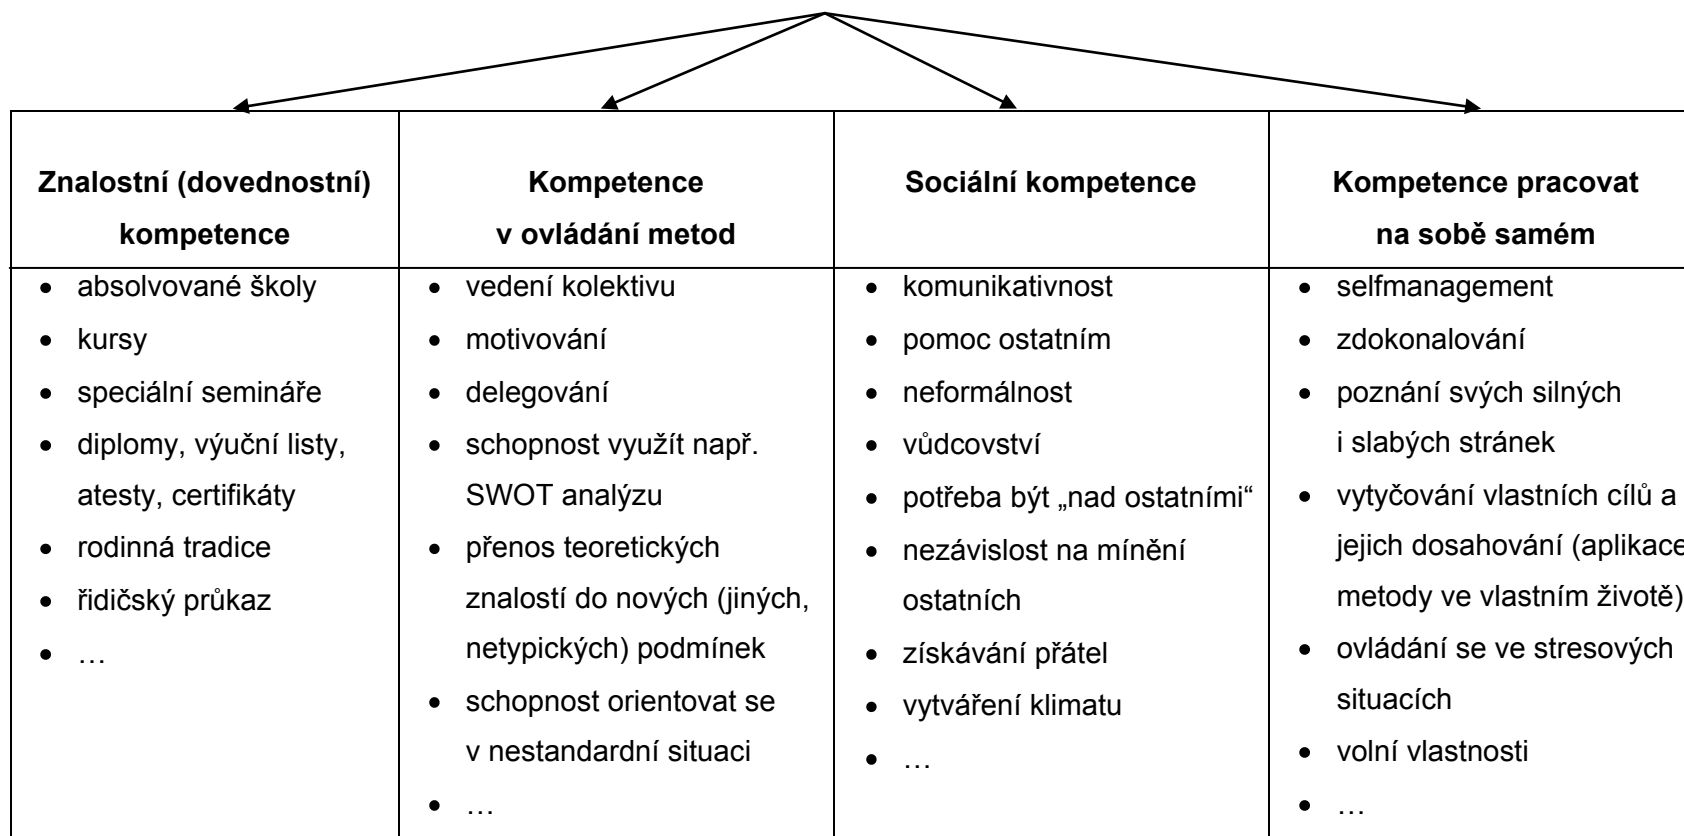 Znalostní (dovednostní)
kompetence
• absolvované školy
• kursy
• speciální semináře
• diplomy, výuční listy,
atesty, certifikáty
• rodinná tradice
• řidičský průkaz
• …
Kompetence
v ovládání metod
• vedení kolektivu
• motivování
• delegování
• schopnost využít např.
SWOT analýzu
• přenos teoretických
znalostí do nových (jiných,
netypických) podmínek
• schopnost orientovat se
v nestandardní situaci
• …
Sociální kompetence
• komunikativnost
• pomoc ostatním
• neformálnost
• vůdcovství
• potřeba být „nad ostatními“
• nezávislost na mínění
ostatních
• získávání přátel
• vytváření klimatu
• …
Kompetence pracovat
na sobě samém
• selfmanagement
• zdokonalování
• poznání svých silných
i slabých stránek
• vytyčování vlastních cílů a
jejich dosahování (aplikace
metody ve vlastním životě)
• ovládání se ve stresových
situacích
• volní vlastnosti
• …